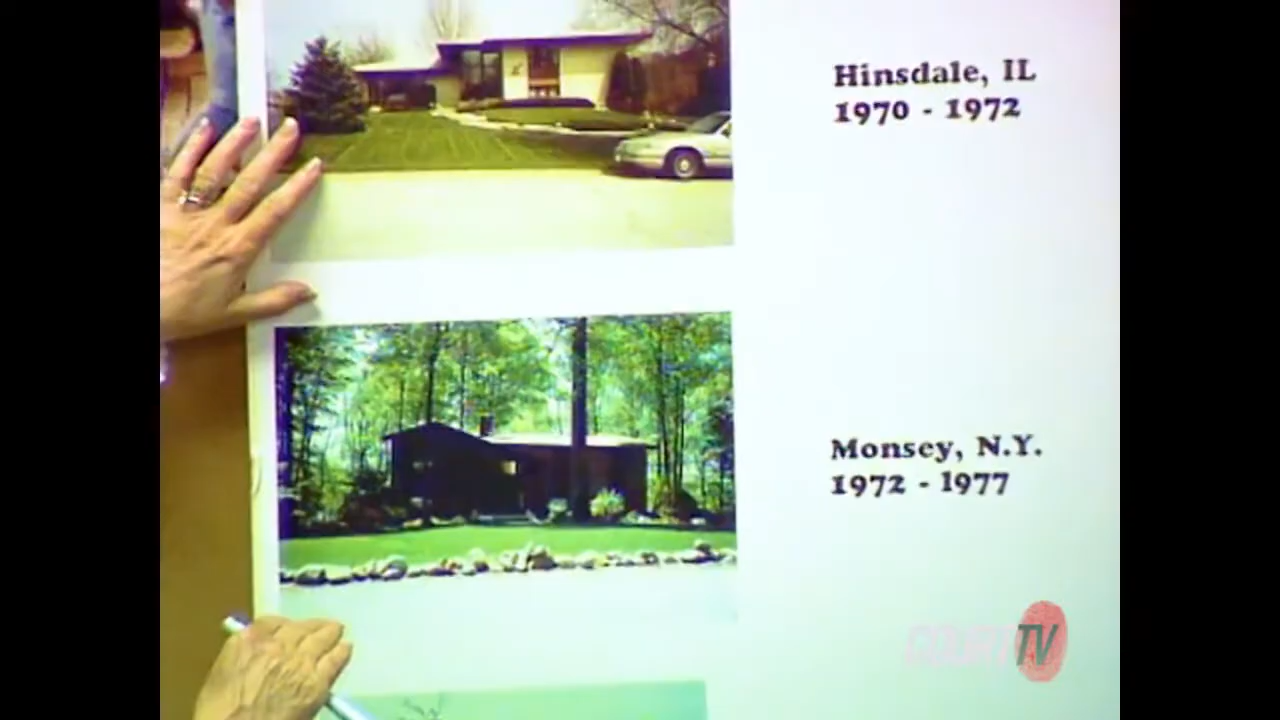 Hinsdale, IL
1970 - 1972
Monsey, N.Y.
1972 - 1977
COURT TV